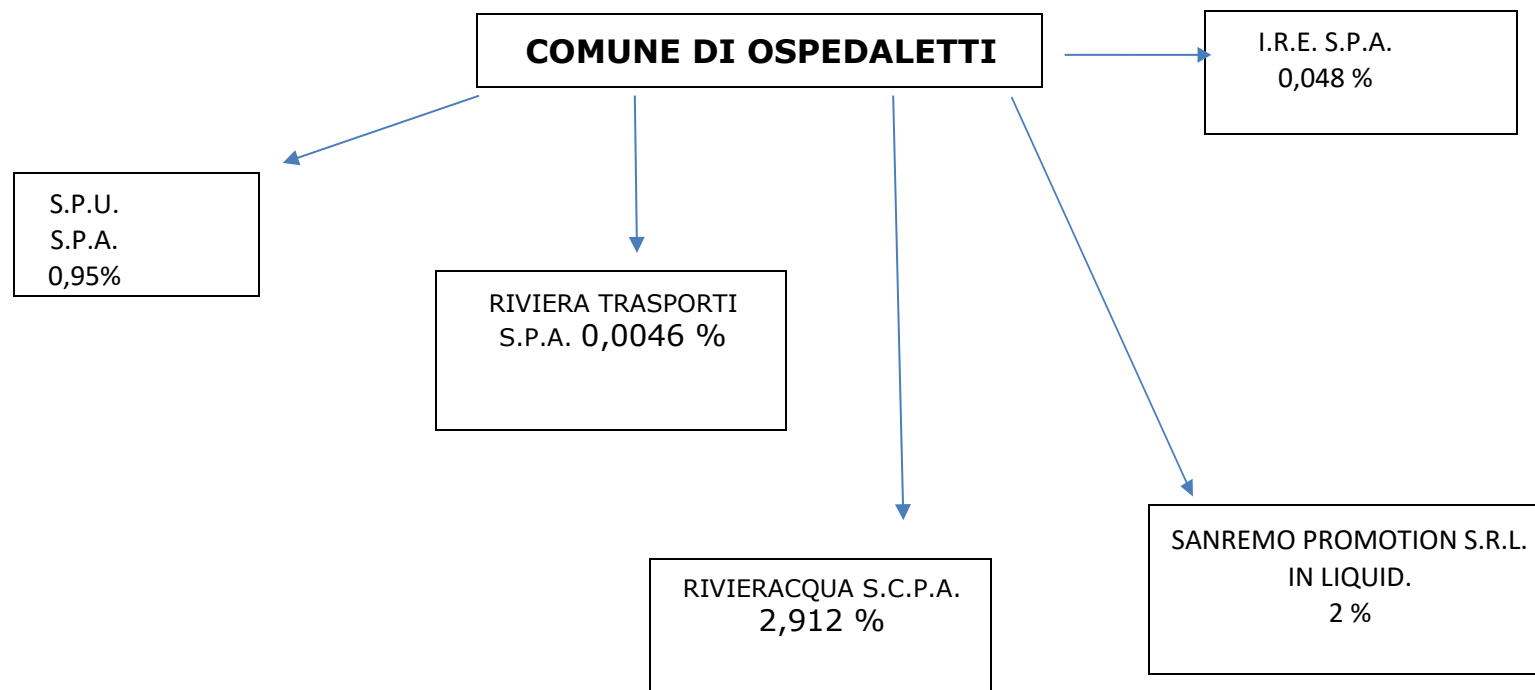 COMUNE DI OSPEDALETTI
I.R.E. S.P.A.
0,048 %
S.P.U.
S.P.A.
0,95%
RIVIERA TRASPORTI
S.P.A. 0,0046 %
RIVIERACQUA S.C.P.A.
2,912 %
SANREMO PROMOTION S.R.L.
IN LIQUID.
2 %